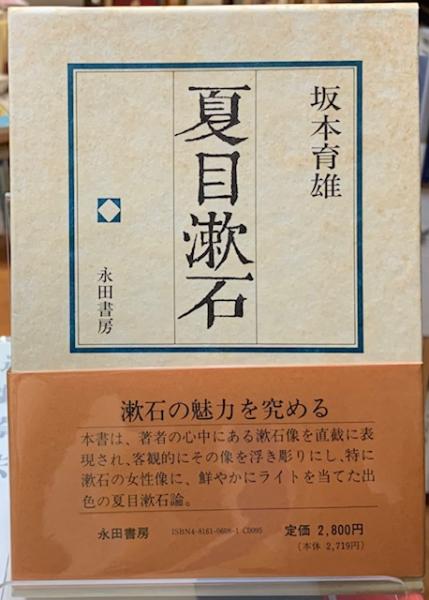 坂本育雄
夏目漱石
永田書房
漱石の魅力を究める
本書は、著者の心中にある漱石像を直截に表
現され、客観的にその像を浮き彫りにし、特に
漱石の女性像に、鮮やかにライトを当てた出
色の夏目漱石論。
永田書房 ISBN4-8161-0608-1 C0095 定価 2,800円
(本体 2,719円)